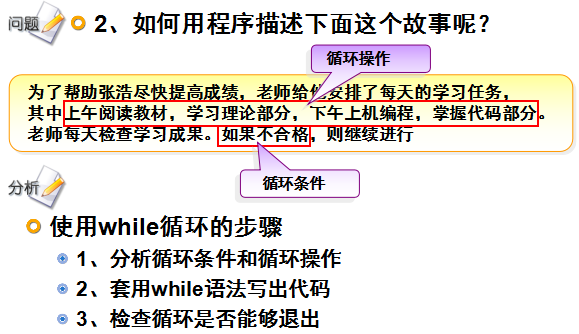 问题 2、如何用程序描述下面这个故事呢？
循环操作
为了帮助张浩尽快提高成绩，老师给他安排了每天的学习任务，
其中上午阅读教材，学习理论部分，下午上机编程，掌握代码部分。
老师每天检查学习成果。如果不合格，则继续进行
循环条件
分析
使用while循环的步骤
1、分析循环条件和循环操作
2、套用while语法写出代码
3、检查循环是否能够退出